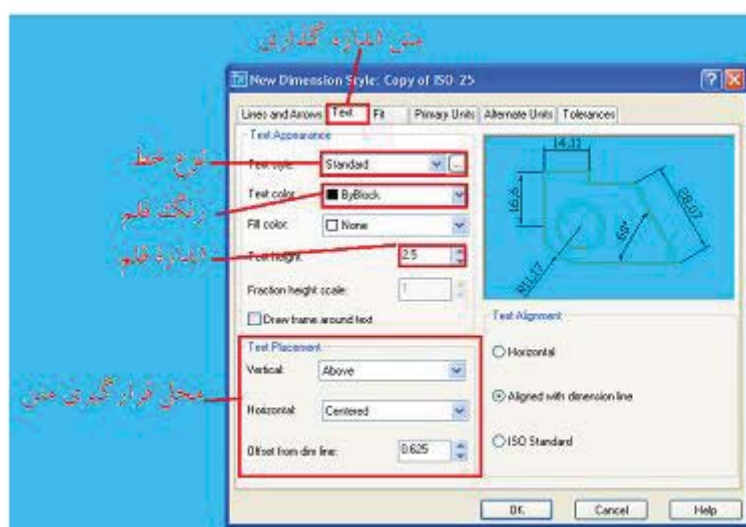 متن اندازه گذاری
New Dimension Style: Copy of ISO-25
Lines and Arrows Text Fit Primary Units Alternate Units Tolerances
Text Appearance
نوع خط
Text style: Standard ...
رنگ قلم
Text color: ByBlock
Fill color: None
اندازهٔ قلم
Text height: 2.5
Fraction height scale: 1
Draw frame around text
14,11
16,6
28,07
60°
R11,17
Text Placement
Vertical: Above
محل قرارگیری متن
Horizontal: Centered
Offset from dim line: 0.625
Text Alignment
Horizontal
Aligned with dimension line
ISO Standard
OK Cancel Help